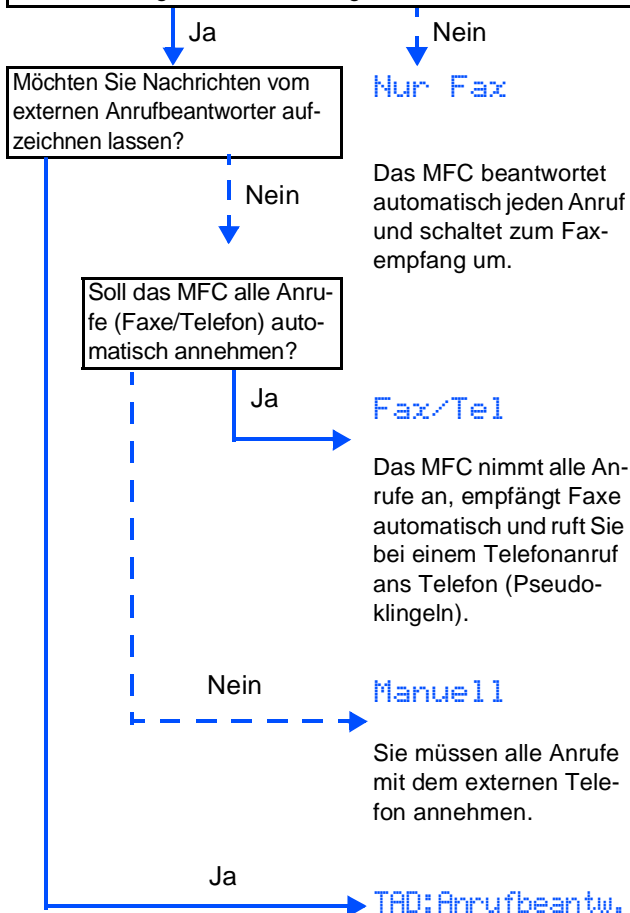 Ja
Nein
Möchten Sie Nachrichten vom
externen Anrufbeantworter auf-
zeichnen lassen?
Nur Fax
Das MFC beantwortet
automatisch jeden Anruf
und schaltet zum Fax-
empfang um.
Nein
Soll das MFC alle Anru-
fe (Faxe/Telefon) auto-
matisch annehmen?
Ja
Fax/Tel
Das MFC nimmt alle An-
rufe an, empfängt Faxe
automatisch und ruft Sie
bei einem Telefonanruf
ans Telefon (Pseudo-
klingeln).
Nein
Manuell
Sie müssen alle Anrufe
mit dem externen Tele-
fon annehmen.
Ja
TAD:Anrufbeantw.